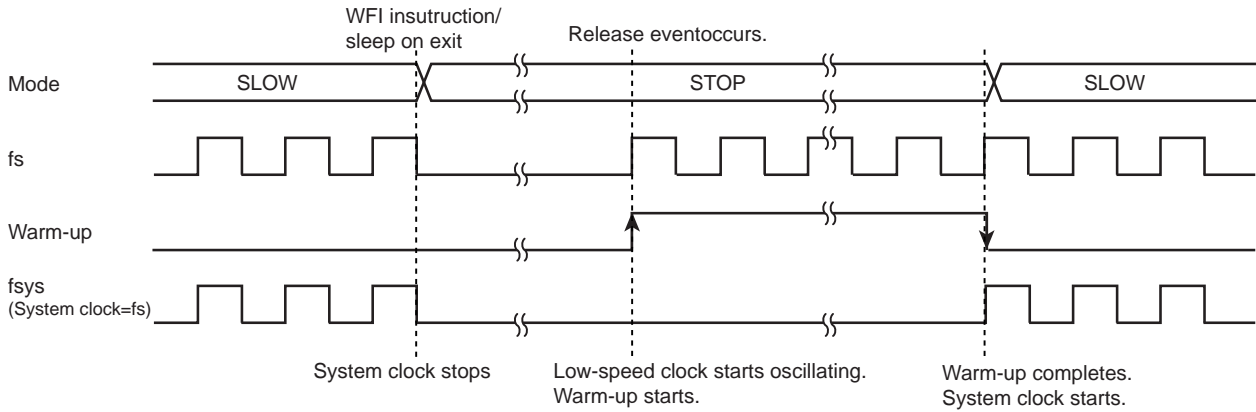 WFI insutruction/
sleep on exit
Release eventoccurs.
Mode
SLOW
STOP
SLOW
fs
Warm-up
fsys
(System clock=fs)
System clock stops
Low-speed clock starts oscillating.
Warm-up starts.
Warm-up completes.
System clock starts.